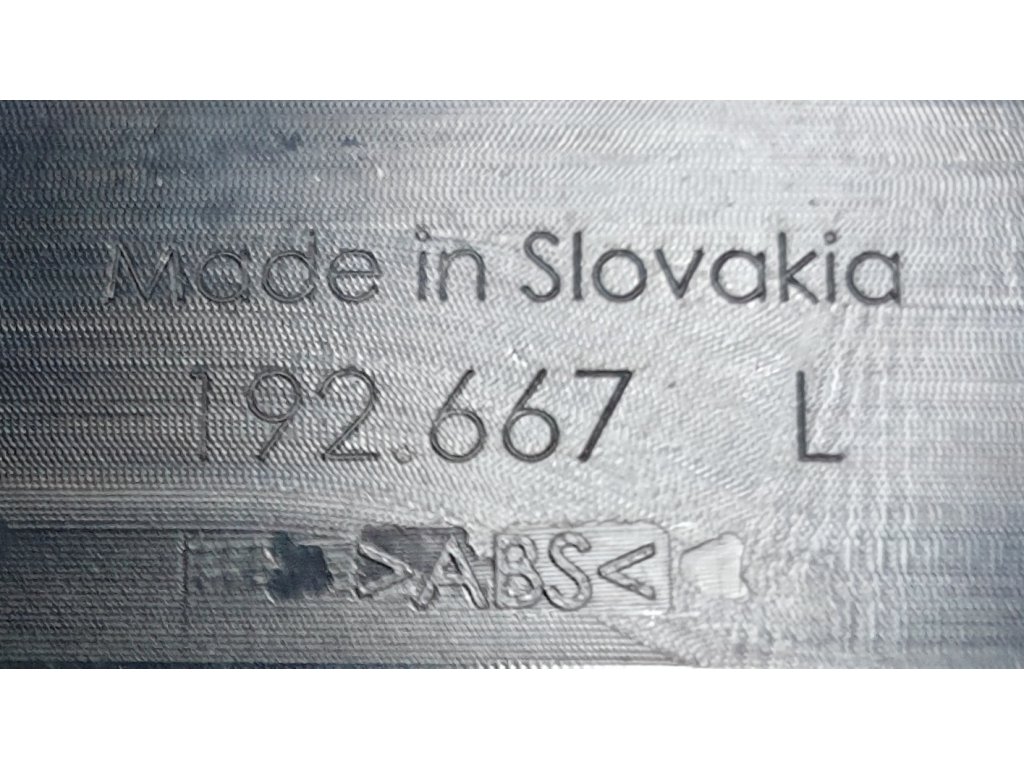 Made in Slovakia
192.667 L
>ABS<